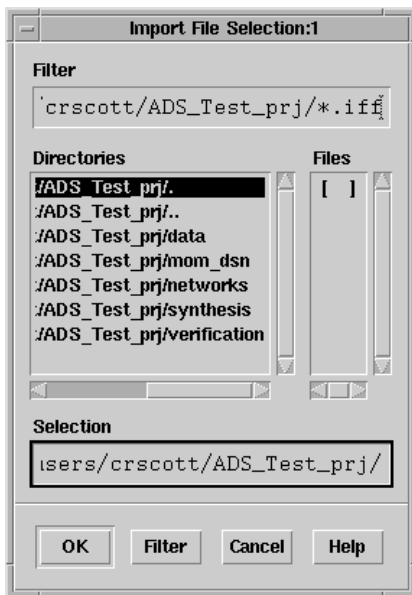 Import File Selection:1
Filter
crscott/ADS_Test_prj/*.iff
Directories Files
:/ADS_Test_prj/. [ ]
:/ADS_Test_prj/..
:/ADS_Test_prj/data
:/ADS_Test_prj/mom_dsn
:/ADS_Test_prj/networks
:/ADS_Test_prj/synthesis
:/ADS_Test_prj/verification
Selection
sers/crscott/ADS_Test_prj/
OK Filter Cancel Help